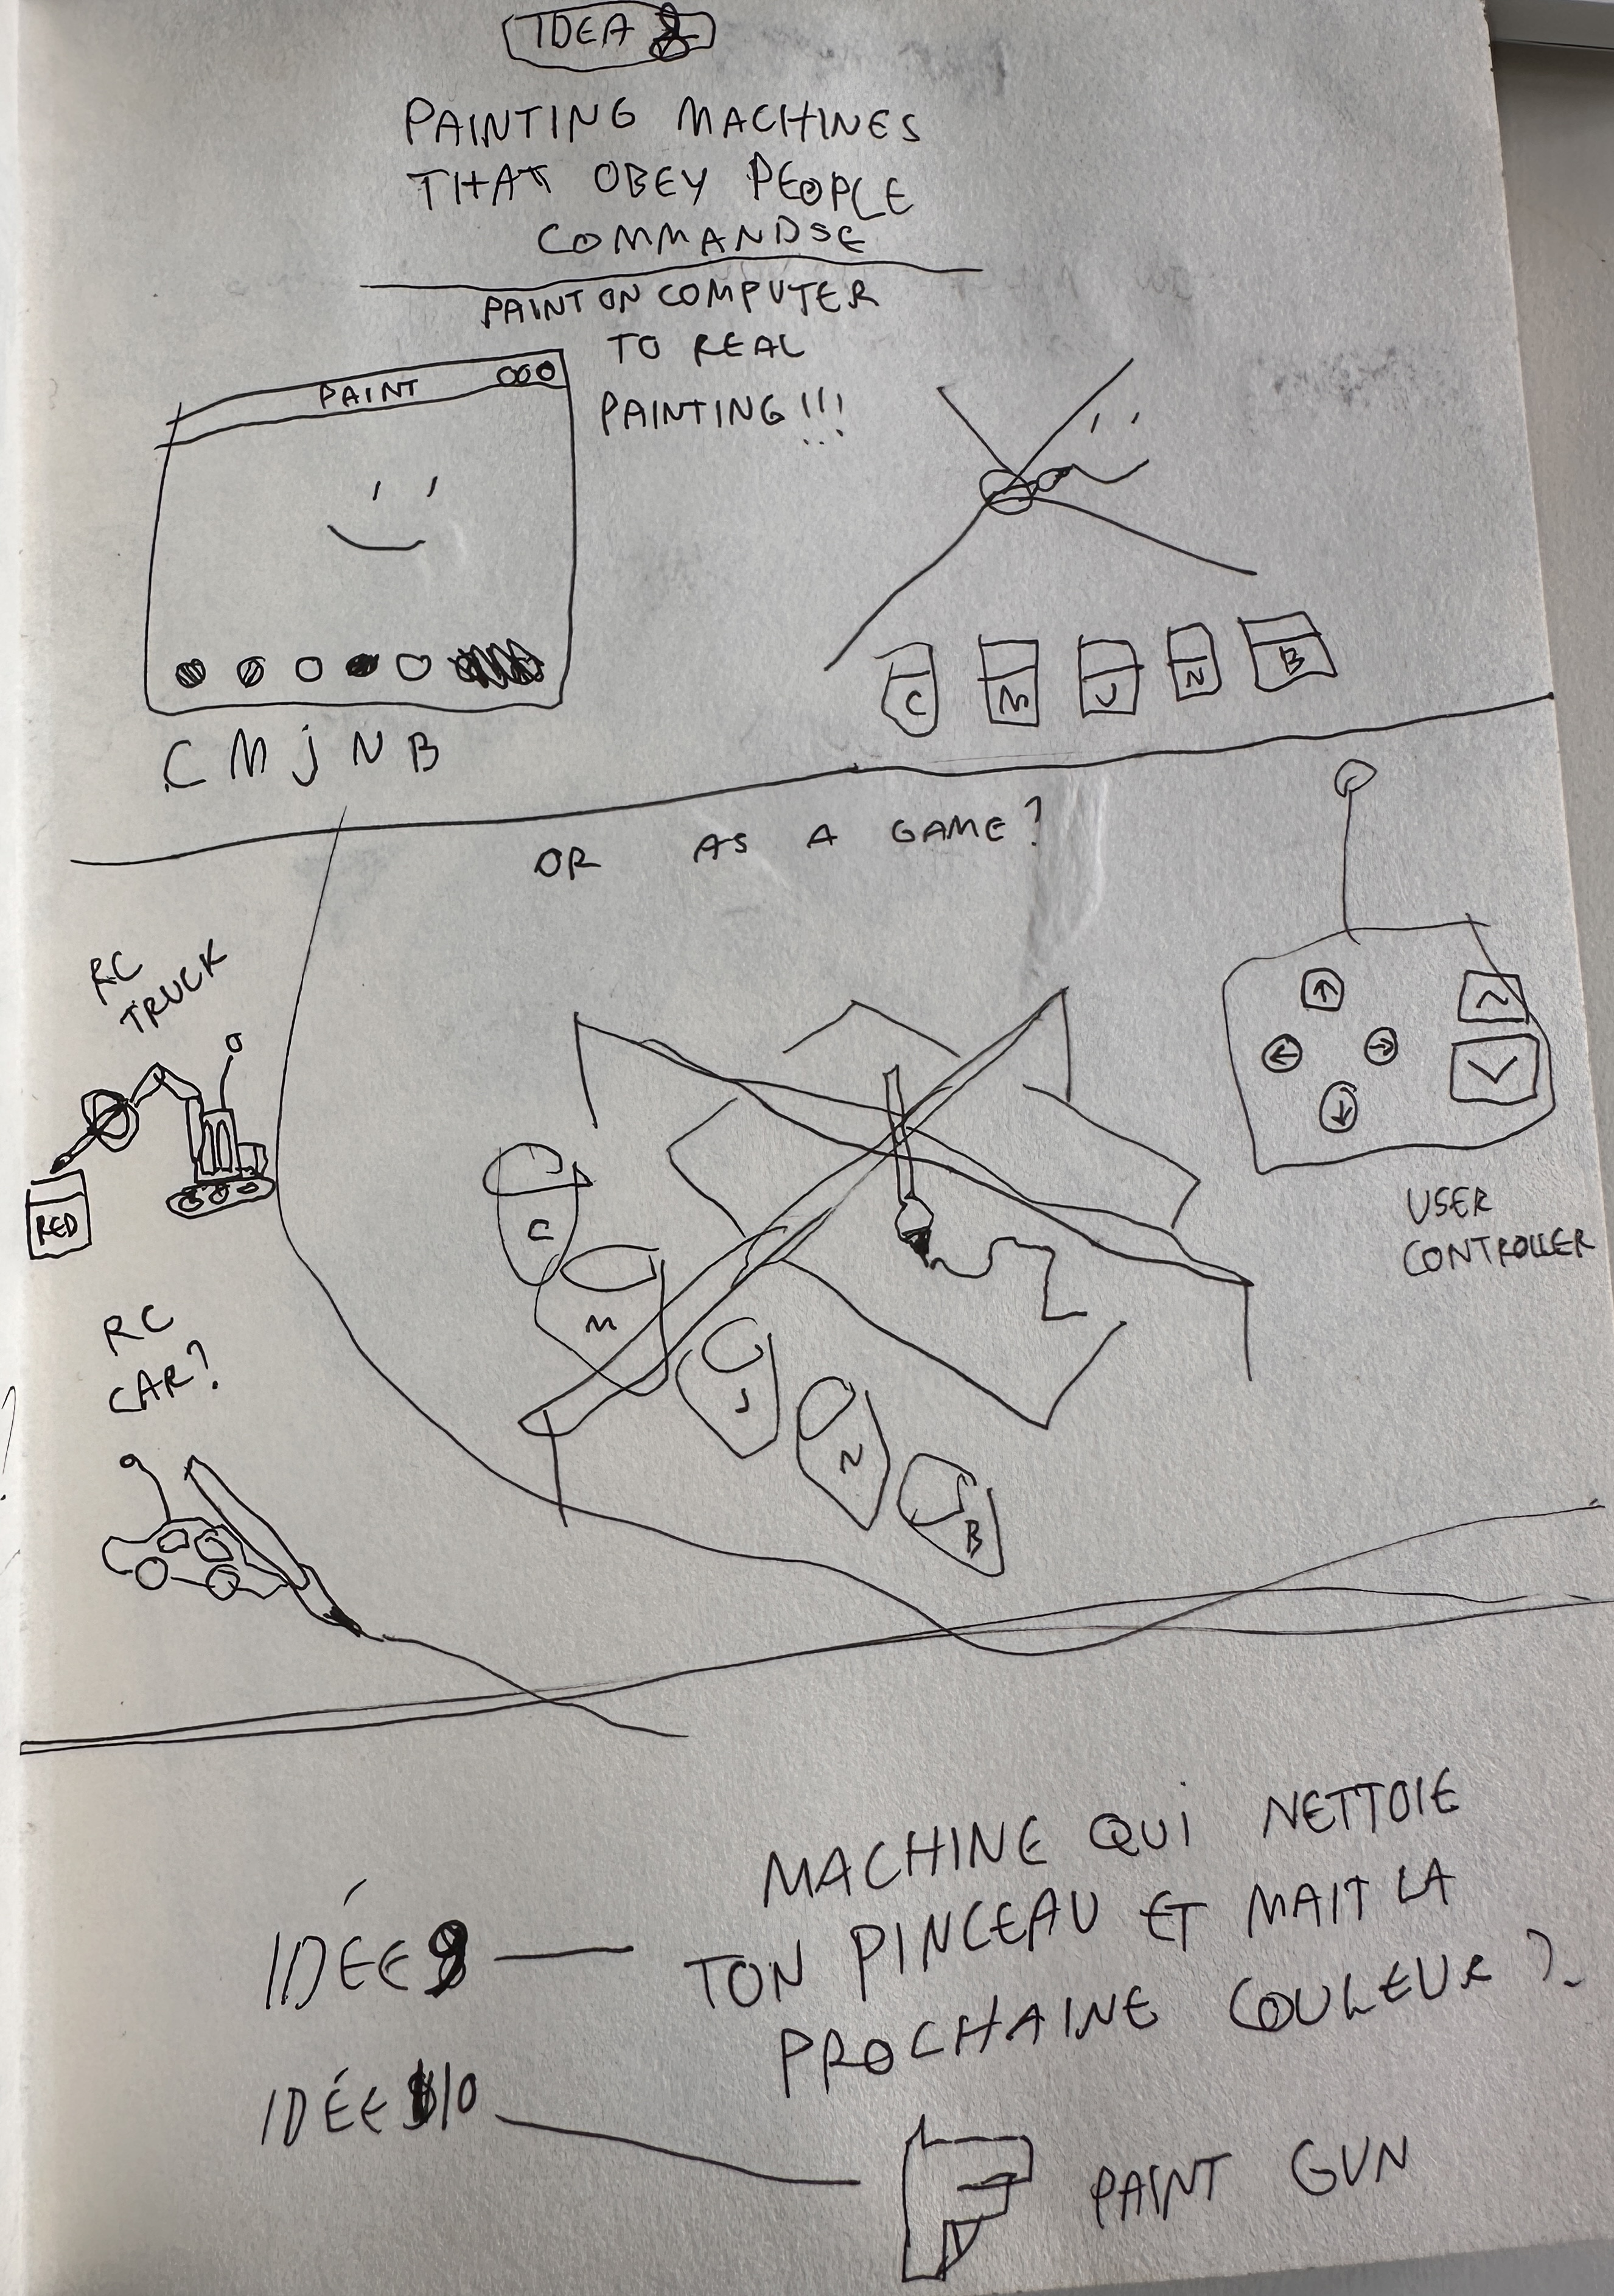 IDEA 8
PAINTING MACHINES
THAT OBEY PEOPLE
COMMANDSE
PAINT ON COMPUTER
TO REAL
PAINTING!!!
PAINT
C M J N B
C M J N B
OR AS A GAME?
RC
TRUCK
RED
C
M
J
N
B
USER
CONTROLLER
RC
CAR?
IDÉE 9 — MACHINE QUI NETTOIE
TON PINCEAU ET MAIT LA
PROCHAINE COULEUR?
IDÉE 10
PAINT GUN